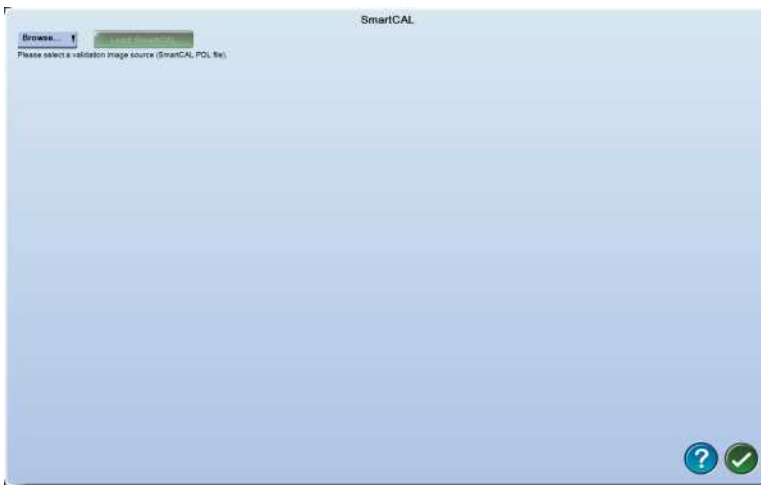 SmartCAL
Browse...
Please select a validation image source (SmartCAL POL file).
?